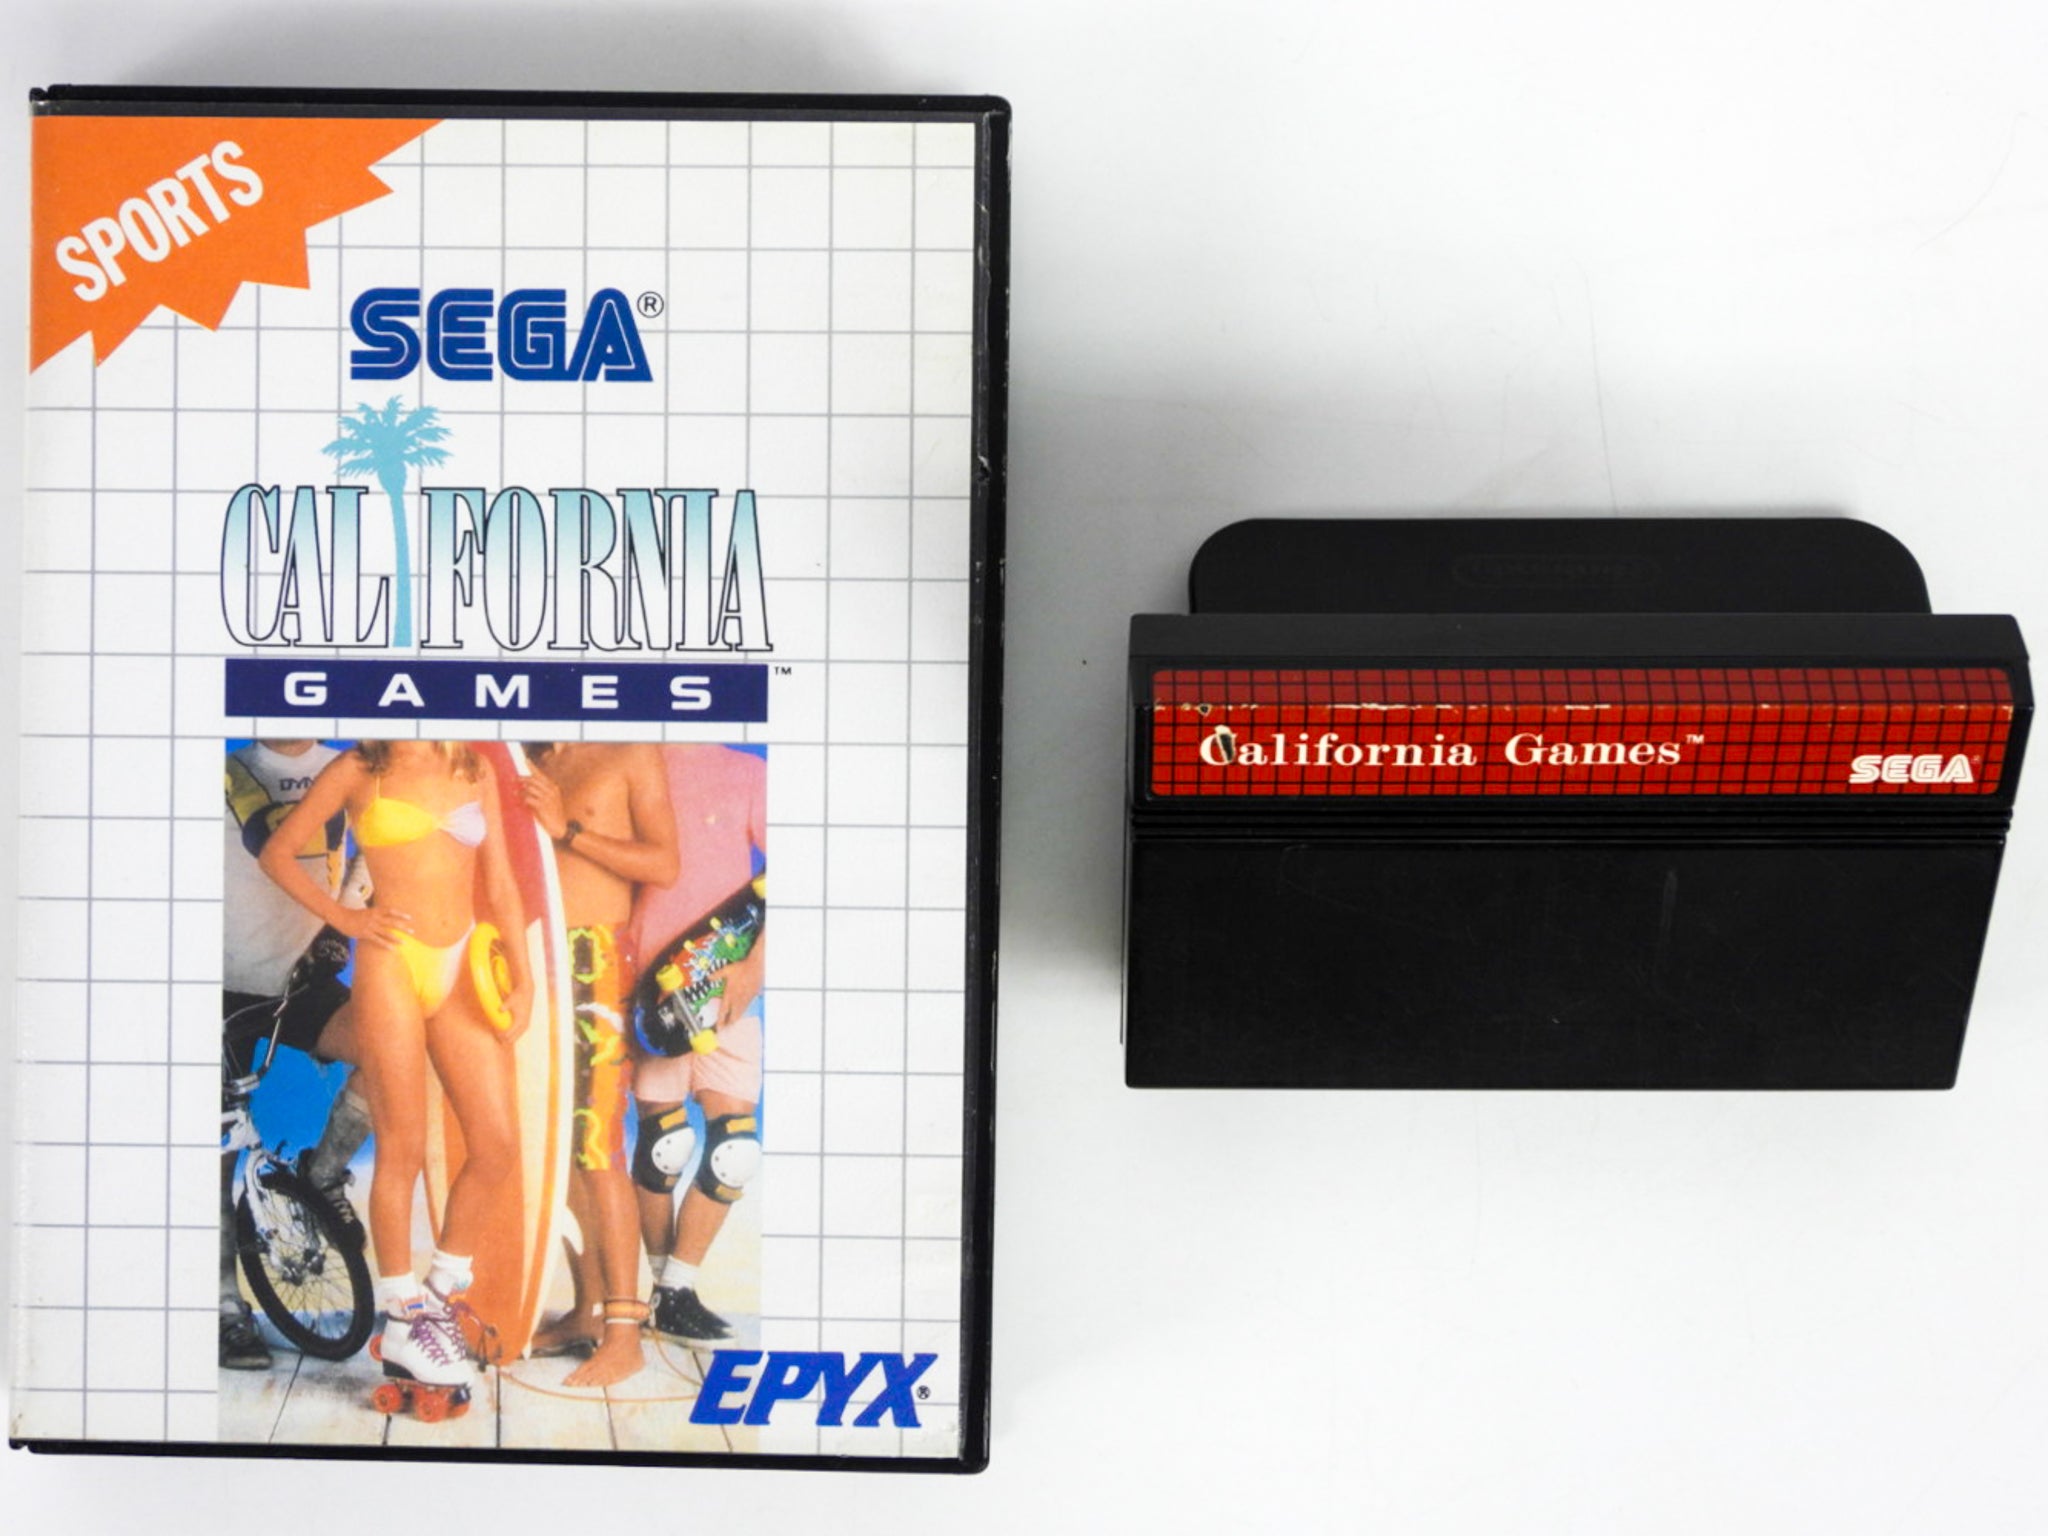 SPORTS
SEGA®
CALIFORNIA
GAMES™
EPYX®
California Games™
SEGA